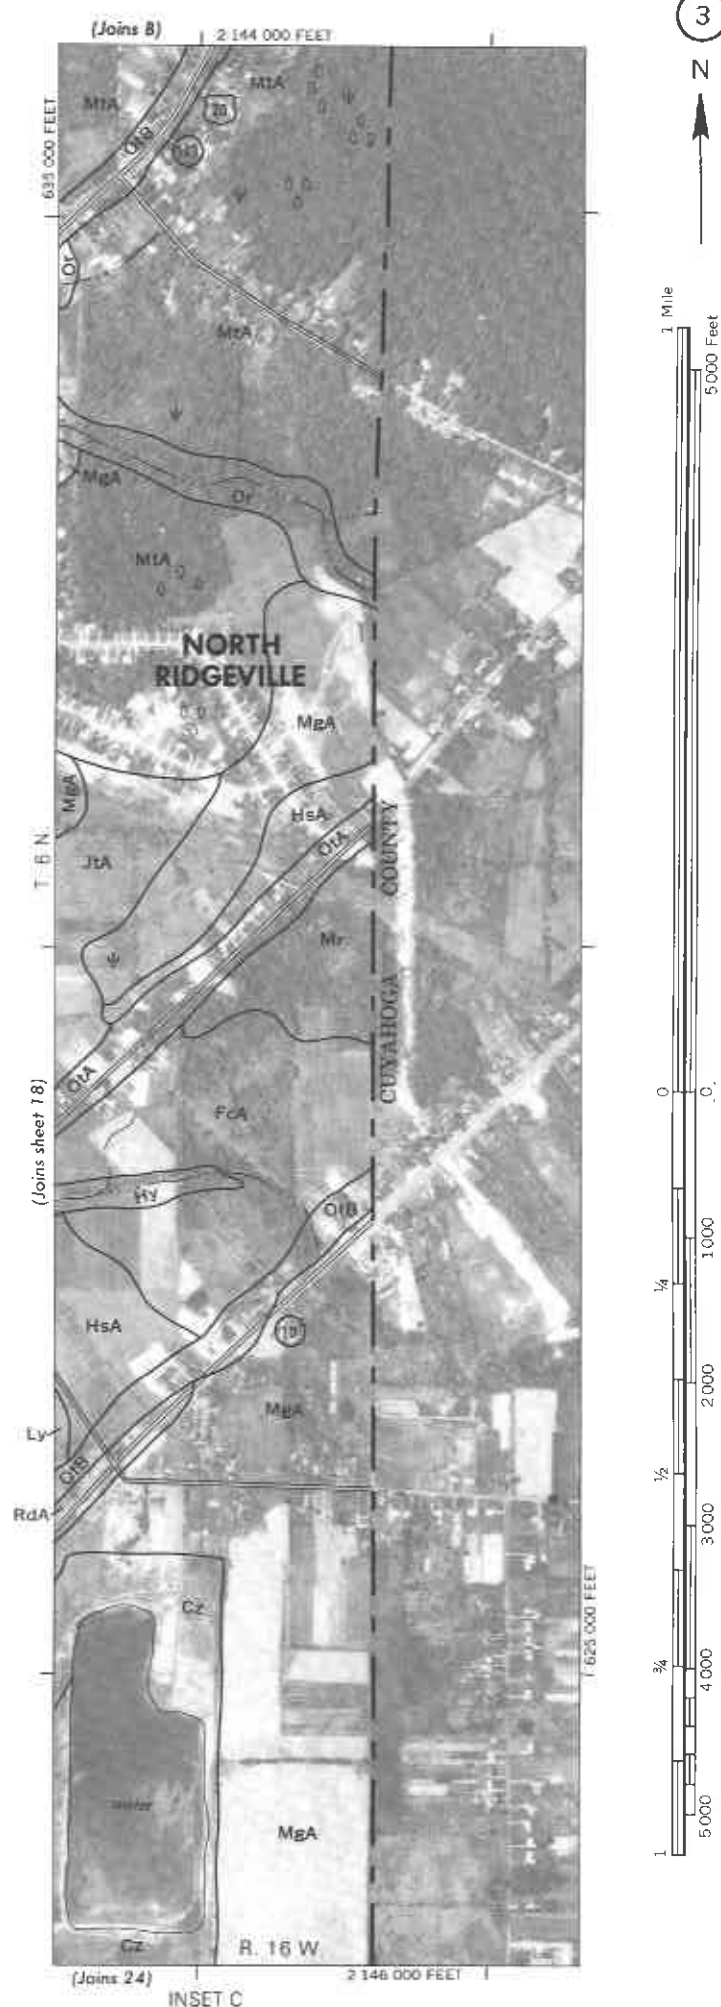 (Joins B)
2 144 000 FEET
3
N
MtA
MtA
20
OtB
635 000 FEET
Or
MtA
1 Mile
5000 Feet
MgA
Or
MtA
NORTH
RIDGEVILLE
MgA
MgA
HsA
OtA
JtA
T. 6 N.
COUNTY
Mr
CUYAHOGA
OtA
0
0
(Joins sheet 18)
FcA
Hy
OtB
1000
1/4
HsA
10
MgA
2000
Ly
OtB
1/2
RdA
3000
Cz
1 625 000 FEET
3/4
4000
water
MgA
5000
1
Cz
R. 16 W
(Joins 24)
2 146 000 FEET
INSET C